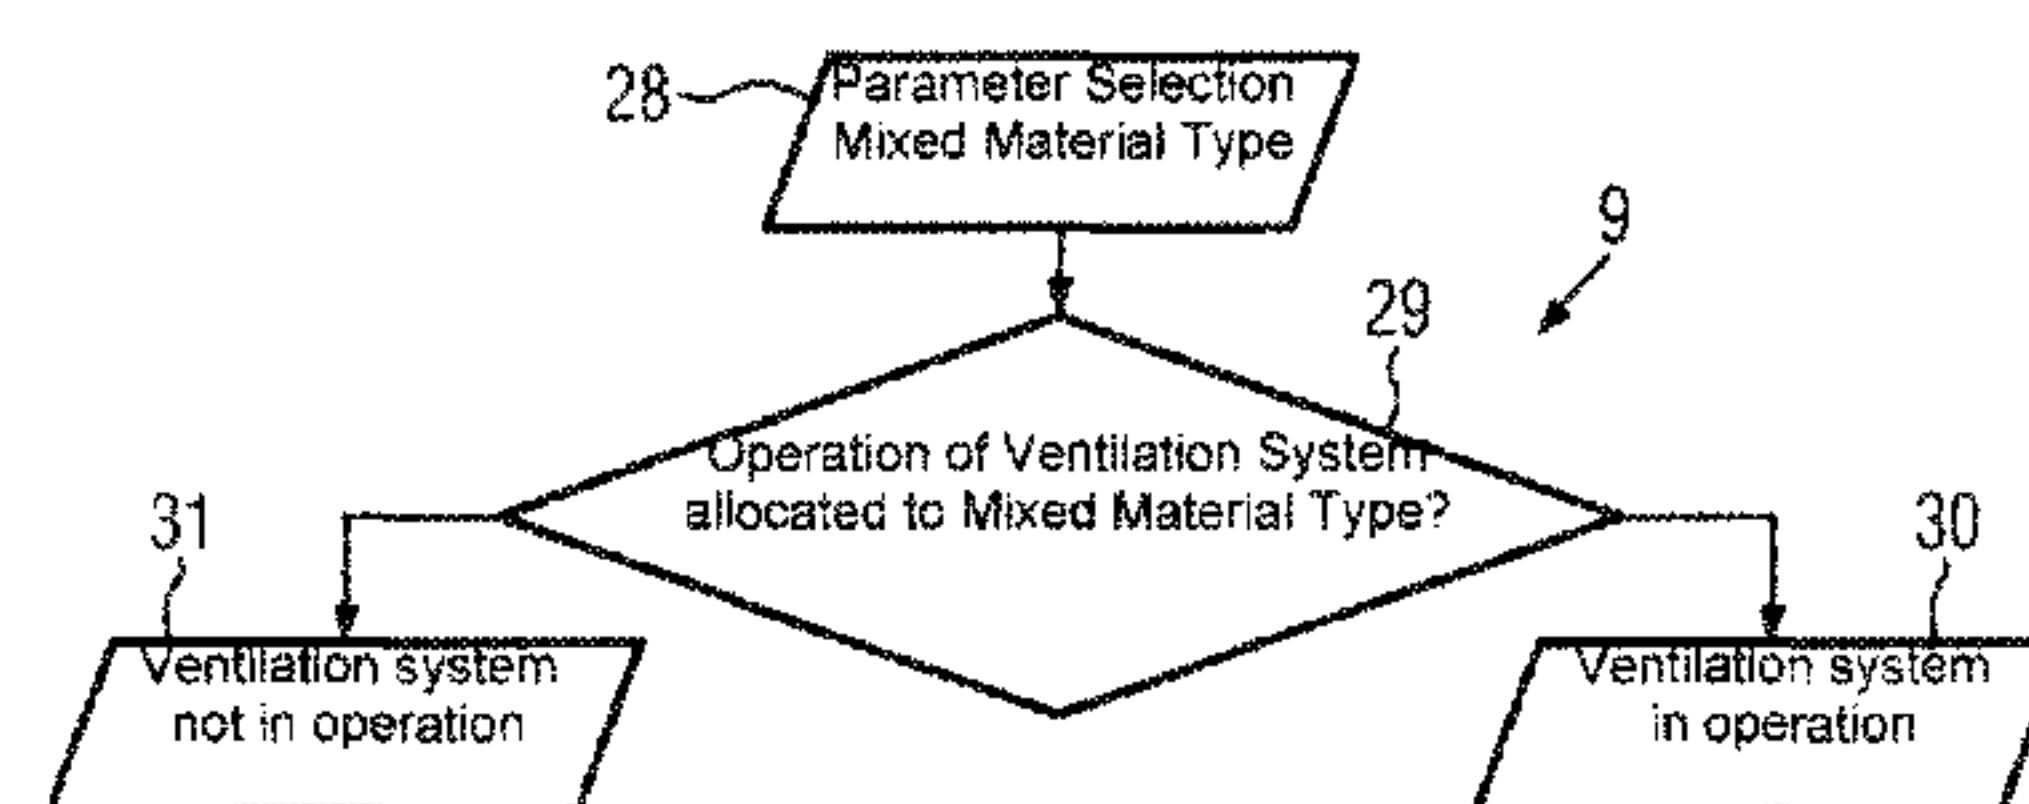 28
Parameter Selection
Mixed Material Type
9
29
Operation of Ventilation System
allocated to Mixed Material Type?
31
30
Ventilation system
not in operation
Ventilation system
in operation